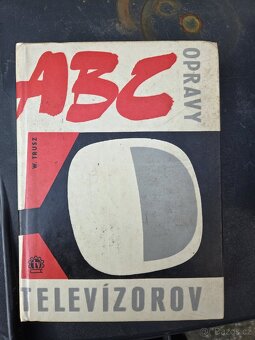 ABC
OPRAVY
W. TRUSZ
TELEVÍZOROV